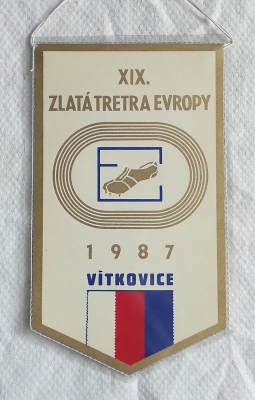 XIX.
ZLATÁ TRETRA EVROPY
1987
VÍTKOVICE